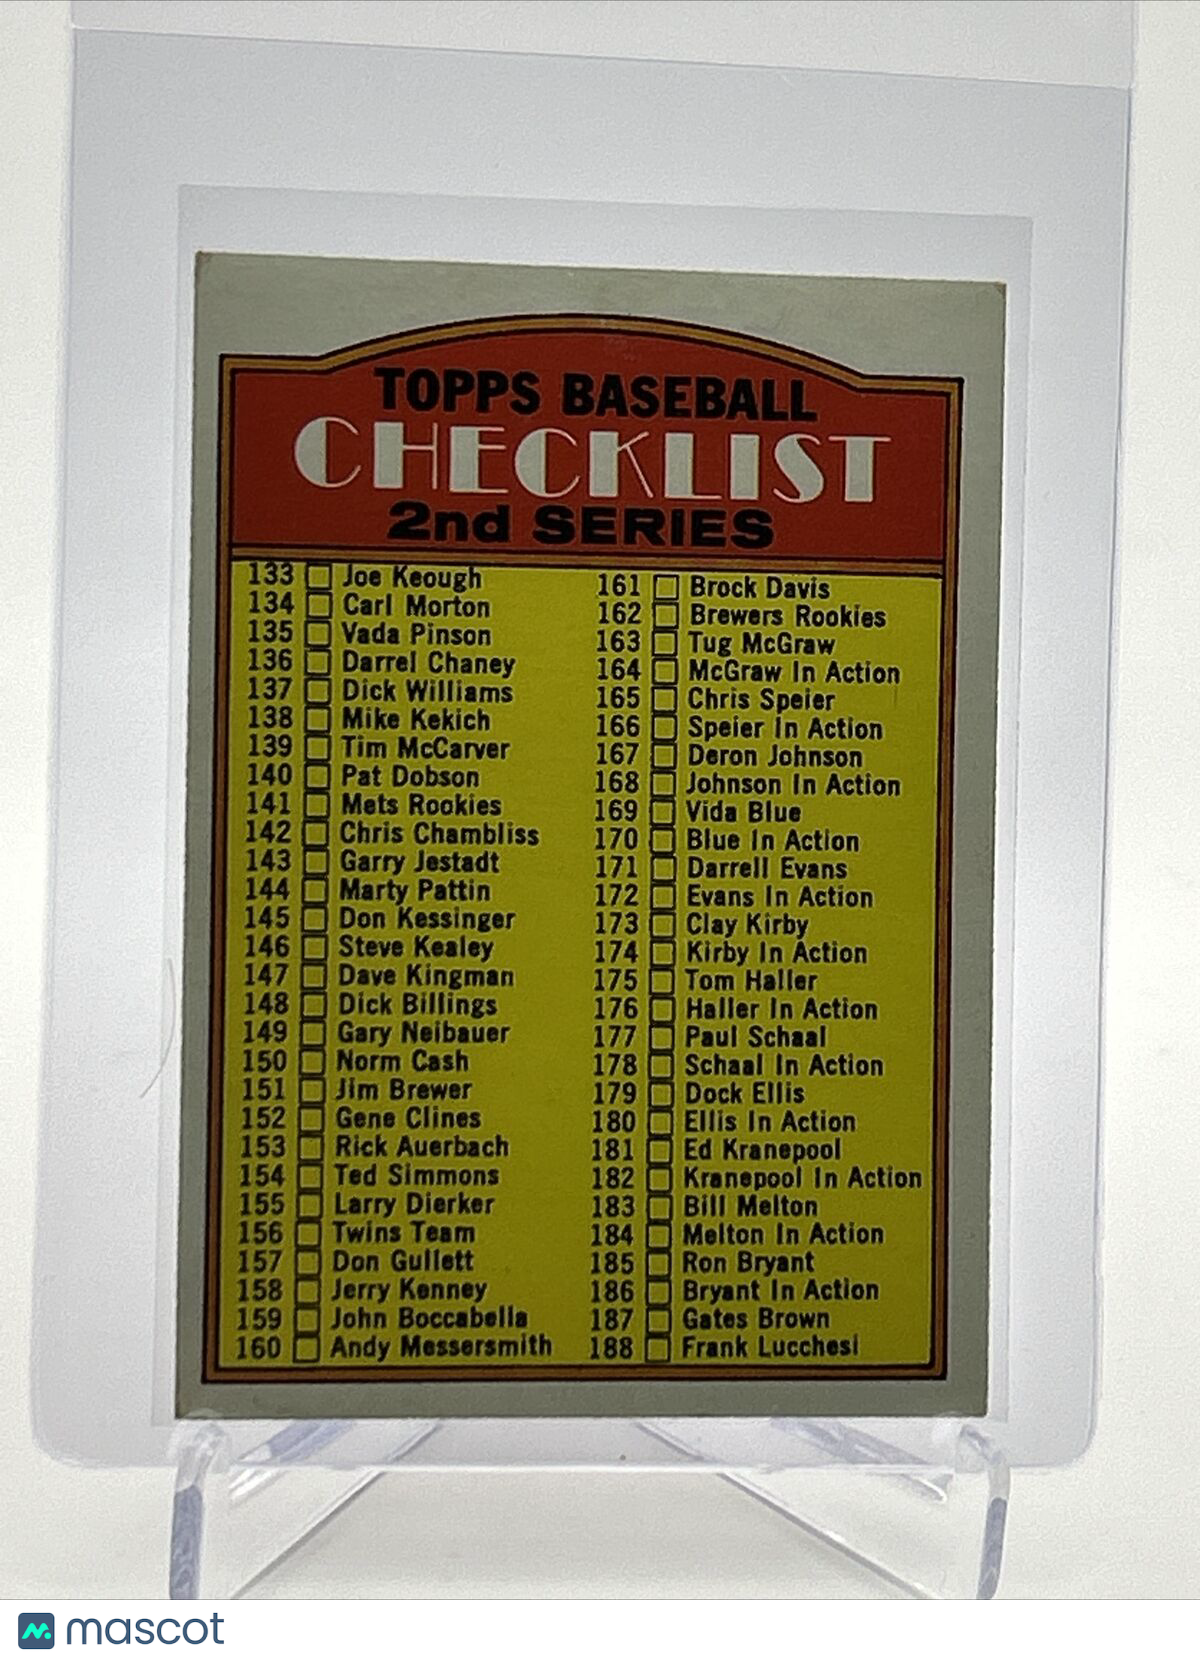 TOPPS BASEBALL
CHECKLIST
2nd SERIES
133 Joe Keough
134 Carl Morton
135 Vada Pinson
136 Darrel Chaney
137 Dick Williams
138 Mike Kekich
139 Tim McCarver
140 Pat Dobson
141 Mets Rookies
142 Chris Chambliss
143 Garry Jestadt
144 Marty Pattin
145 Don Kessinger
146 Steve Kealey
147 Dave Kingman
148 Dick Billings
149 Gary Neibauer
150 Norm Cash
151 Jim Brewer
152 Gene Clines
153 Rick Auerbach
154 Ted Simmons
155 Larry Dierker
156 Twins Team
157 Don Gullett
158 Jerry Kenney
159 John Boccabella
160 Andy Messersmith
161 Brock Davis
162 Brewers Rookies
163 Tug McGraw
164 McGraw In Action
165 Chris Speier
166 Speier In Action
167 Deron Johnson
168 Johnson In Action
169 Vida Blue
170 Blue In Action
171 Darrell Evans
172 Evans In Action
173 Clay Kirby
174 Kirby In Action
175 Tom Haller
176 Haller In Action
177 Paul Schaal
178 Schaal In Action
179 Dock Ellis
180 Ellis In Action
181 Ed Kranepool
182 Kranepool In Action
183 Bill Melton
184 Melton In Action
185 Ron Bryant
186 Bryant In Action
187 Gates Brown
188 Frank Lucchesi
mascot